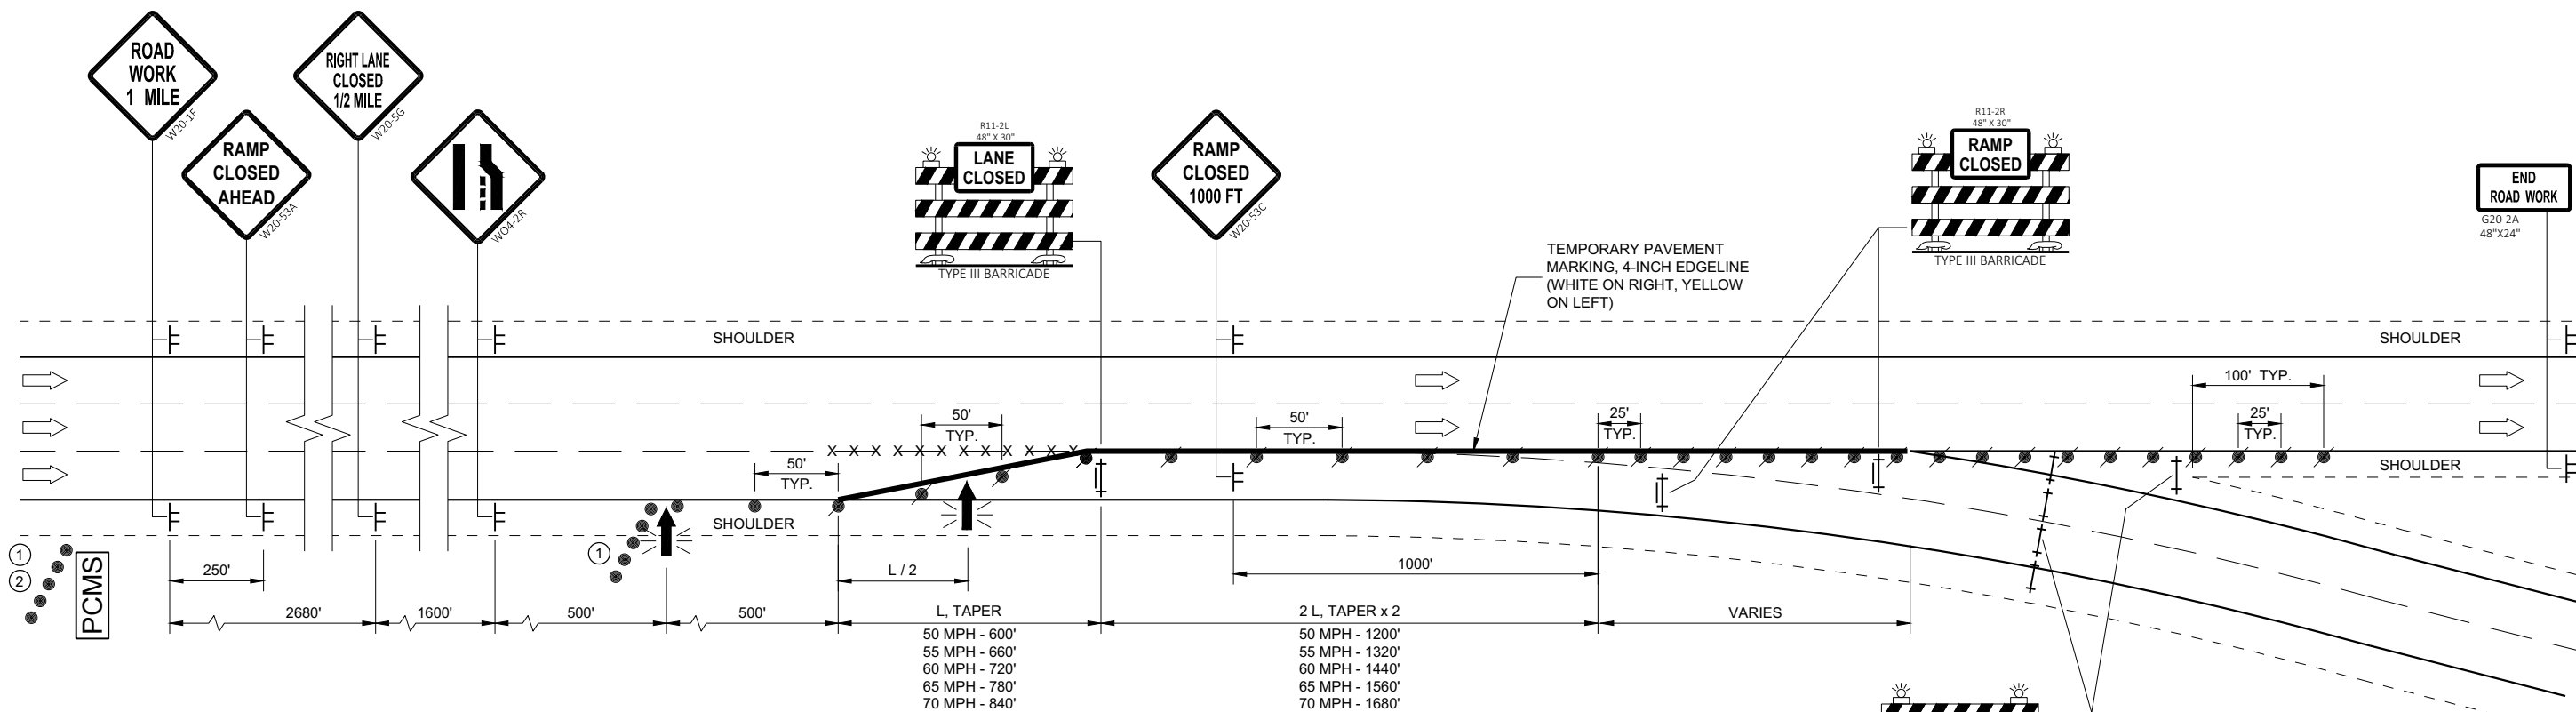 ROAD
WORK
1 MILE
W20-1F
RAMP
CLOSED
AHEAD
W20-53A
RIGHT LANE
CLOSED
1/2 MILE
W20-5G
WO4-2R
R11-2L
48" X 30"
LANE
CLOSED
TYPE III BARRICADE
RAMP
CLOSED
1000 FT
W20-53C
TEMPORARY PAVEMENT
MARKING, 4-INCH EDGELINE
(WHITE ON RIGHT, YELLOW
ON LEFT)
R11-2R
48" X 30"
RAMP
CLOSED
TYPE III BARRICADE
END
ROAD WORK
G20-2A
48"X24"
SHOULDER
SHOULDER
100' TYP.
50'
TYP.
50'
TYP.
25'
TYP.
25'
TYP.
X X X X X X X X X X X X
50'
TYP.
SHOULDER
SHOULDER
1
2
PCMS
1
250'
L / 2
1000'
2680'
1600'
500'
500'
L, TAPER
50 MPH - 600'
55 MPH - 660'
60 MPH - 720'
65 MPH - 780'
70 MPH - 840'
2 L, TAPER x 2
50 MPH - 1200'
55 MPH - 1320'
60 MPH - 1440'
65 MPH - 1560'
70 MPH - 1680'
VARIES